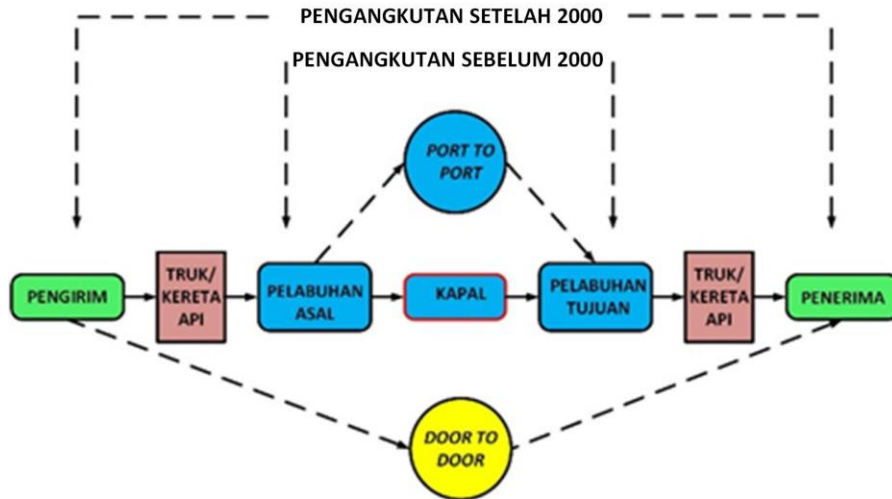 PENGANGKUTAN SETELAH 2000
PENGANGKUTAN SEBELUM 2000
PORT TO
PORT
PENGIRIM
TRUK/
KERETA
API
PELABUHAN
ASAL
KAPAL
PELABUHAN
TUJUAN
TRUK/
KERETA
API
PENERIMA
DOOR TO
DOOR